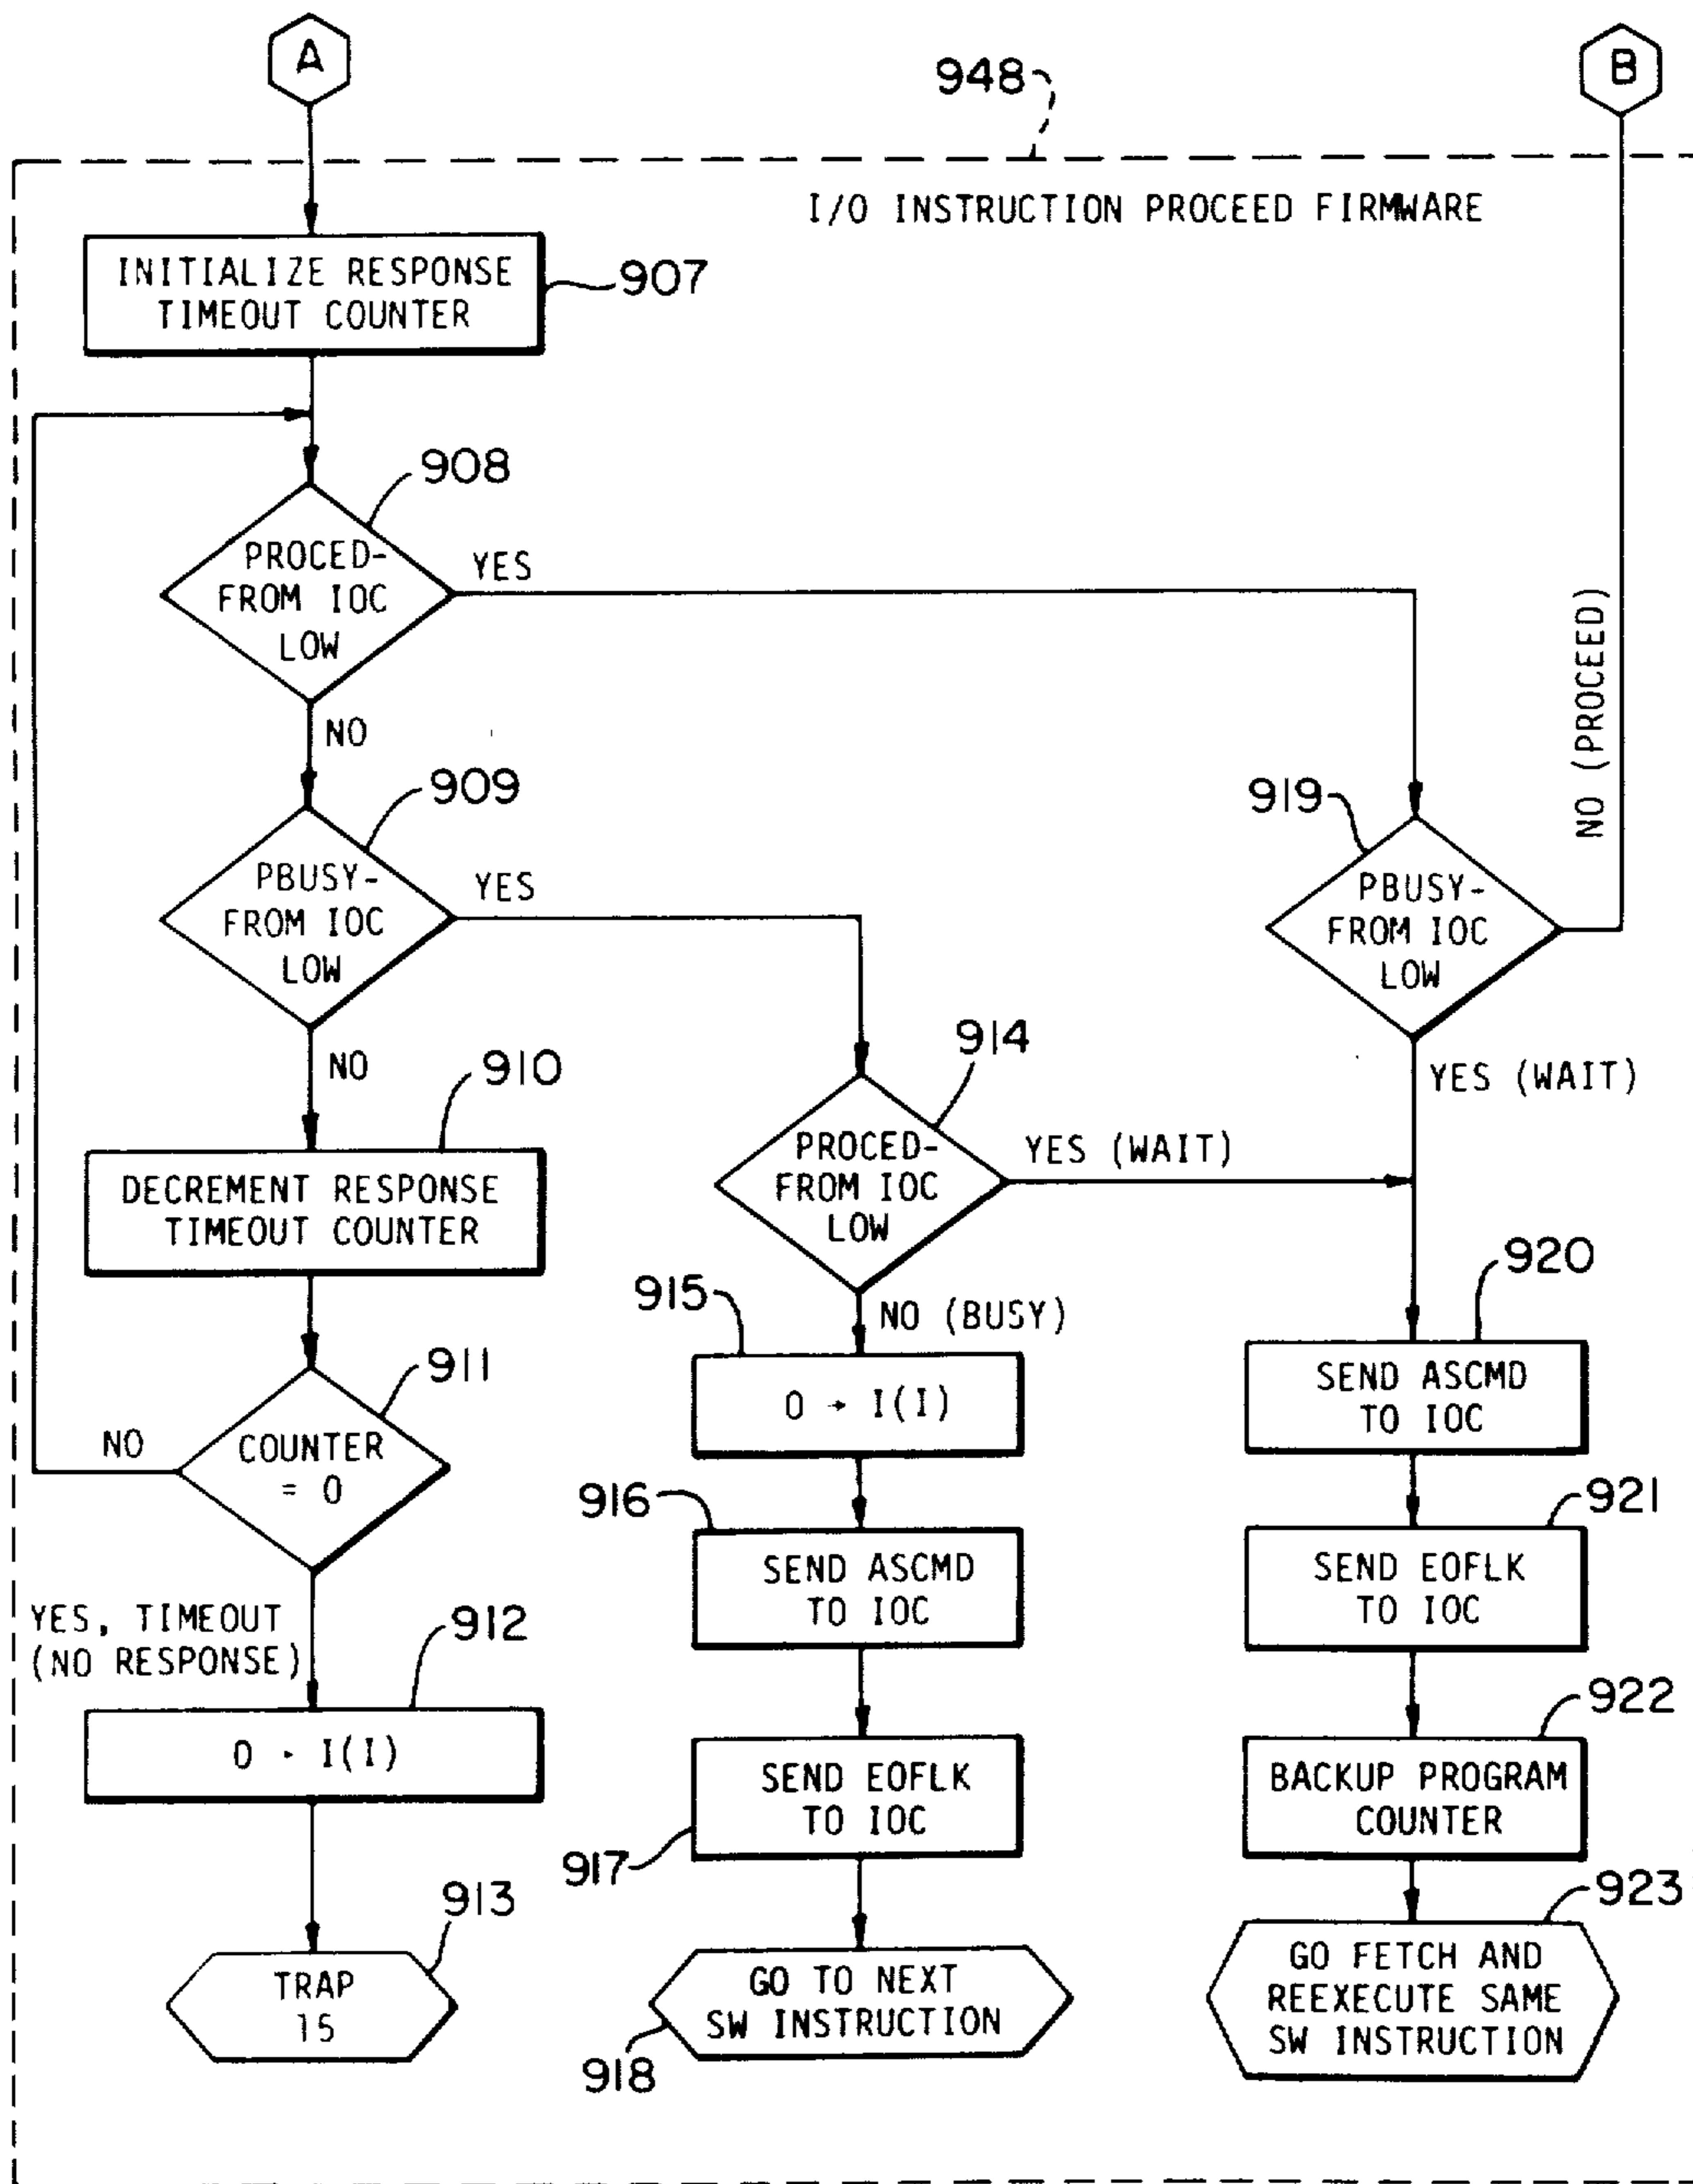 A
948
B
I/O INSTRUCTION PROCEED FIRMWARE
INITIALIZE RESPONSE
TIMEOUT COUNTER
907
908
PROCED-
FROM IOC
LOW
YES
NO
NO (PROCEED)
909
PBUSY-
FROM IOC
LOW
YES
NO
919
PBUSY-
FROM IOC
LOW
YES (WAIT)
910
DECREMENT RESPONSE
TIMEOUT COUNTER
914
PROCED-
FROM IOC
LOW
YES (WAIT)
NO (BUSY)
911
COUNTER
= 0
NO
YES, TIMEOUT
(NO RESPONSE)
912
0 → I(I)
913
TRAP
15
915
0 → I(I)
916
SEND ASCMD
TO IOC
SEND EOFLK
TO IOC
917
GO TO NEXT
SW INSTRUCTION
918
920
SEND ASCMD
TO IOC
921
SEND EOFLK
TO IOC
922
BACKUP PROGRAM
COUNTER
923
GO FETCH AND
REEXECUTE SAME
SW INSTRUCTION